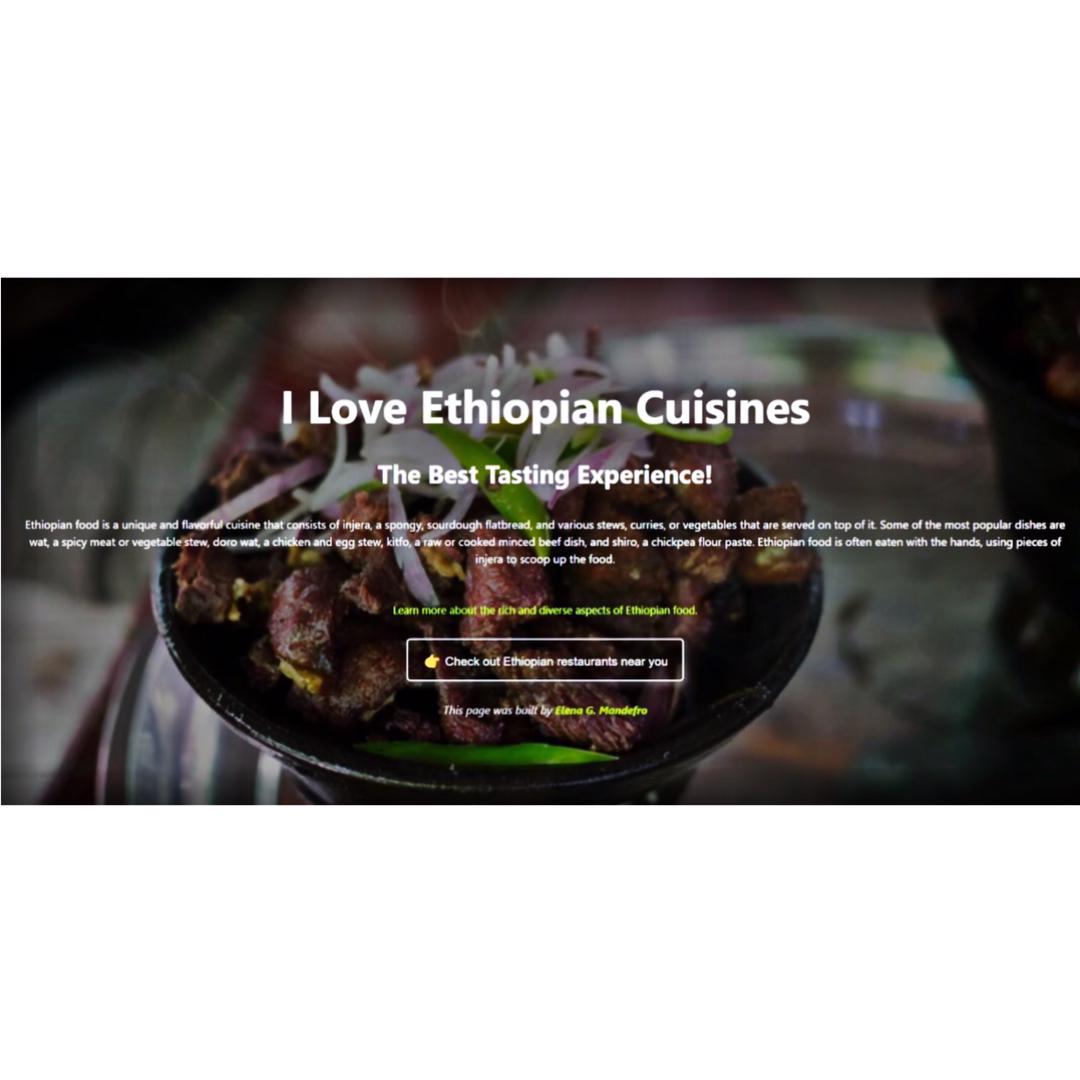 I Love Ethiopian Cuisines
The Best Tasting Experience!
Ethiopian food is a unique and flavorful cuisine that consists of injera, a spongy, sourdough flatbread, and various stews, curries, or vegetables that are served on top of it. Some of the most popular dishes are
wat, a spicy meat or vegetable stew, doro wat, a chicken and egg stew, kitfo, a raw or cooked minced beef dish, and shiro, a chickpea flour paste. Ethiopian food is often eaten with the hands, using pieces of
injera to scoop up the food.
Learn more about the rich and diverse aspects of Ethiopian food.
👉 Check out Ethiopian restaurants near you
This page was built by Elena G. Mandefro